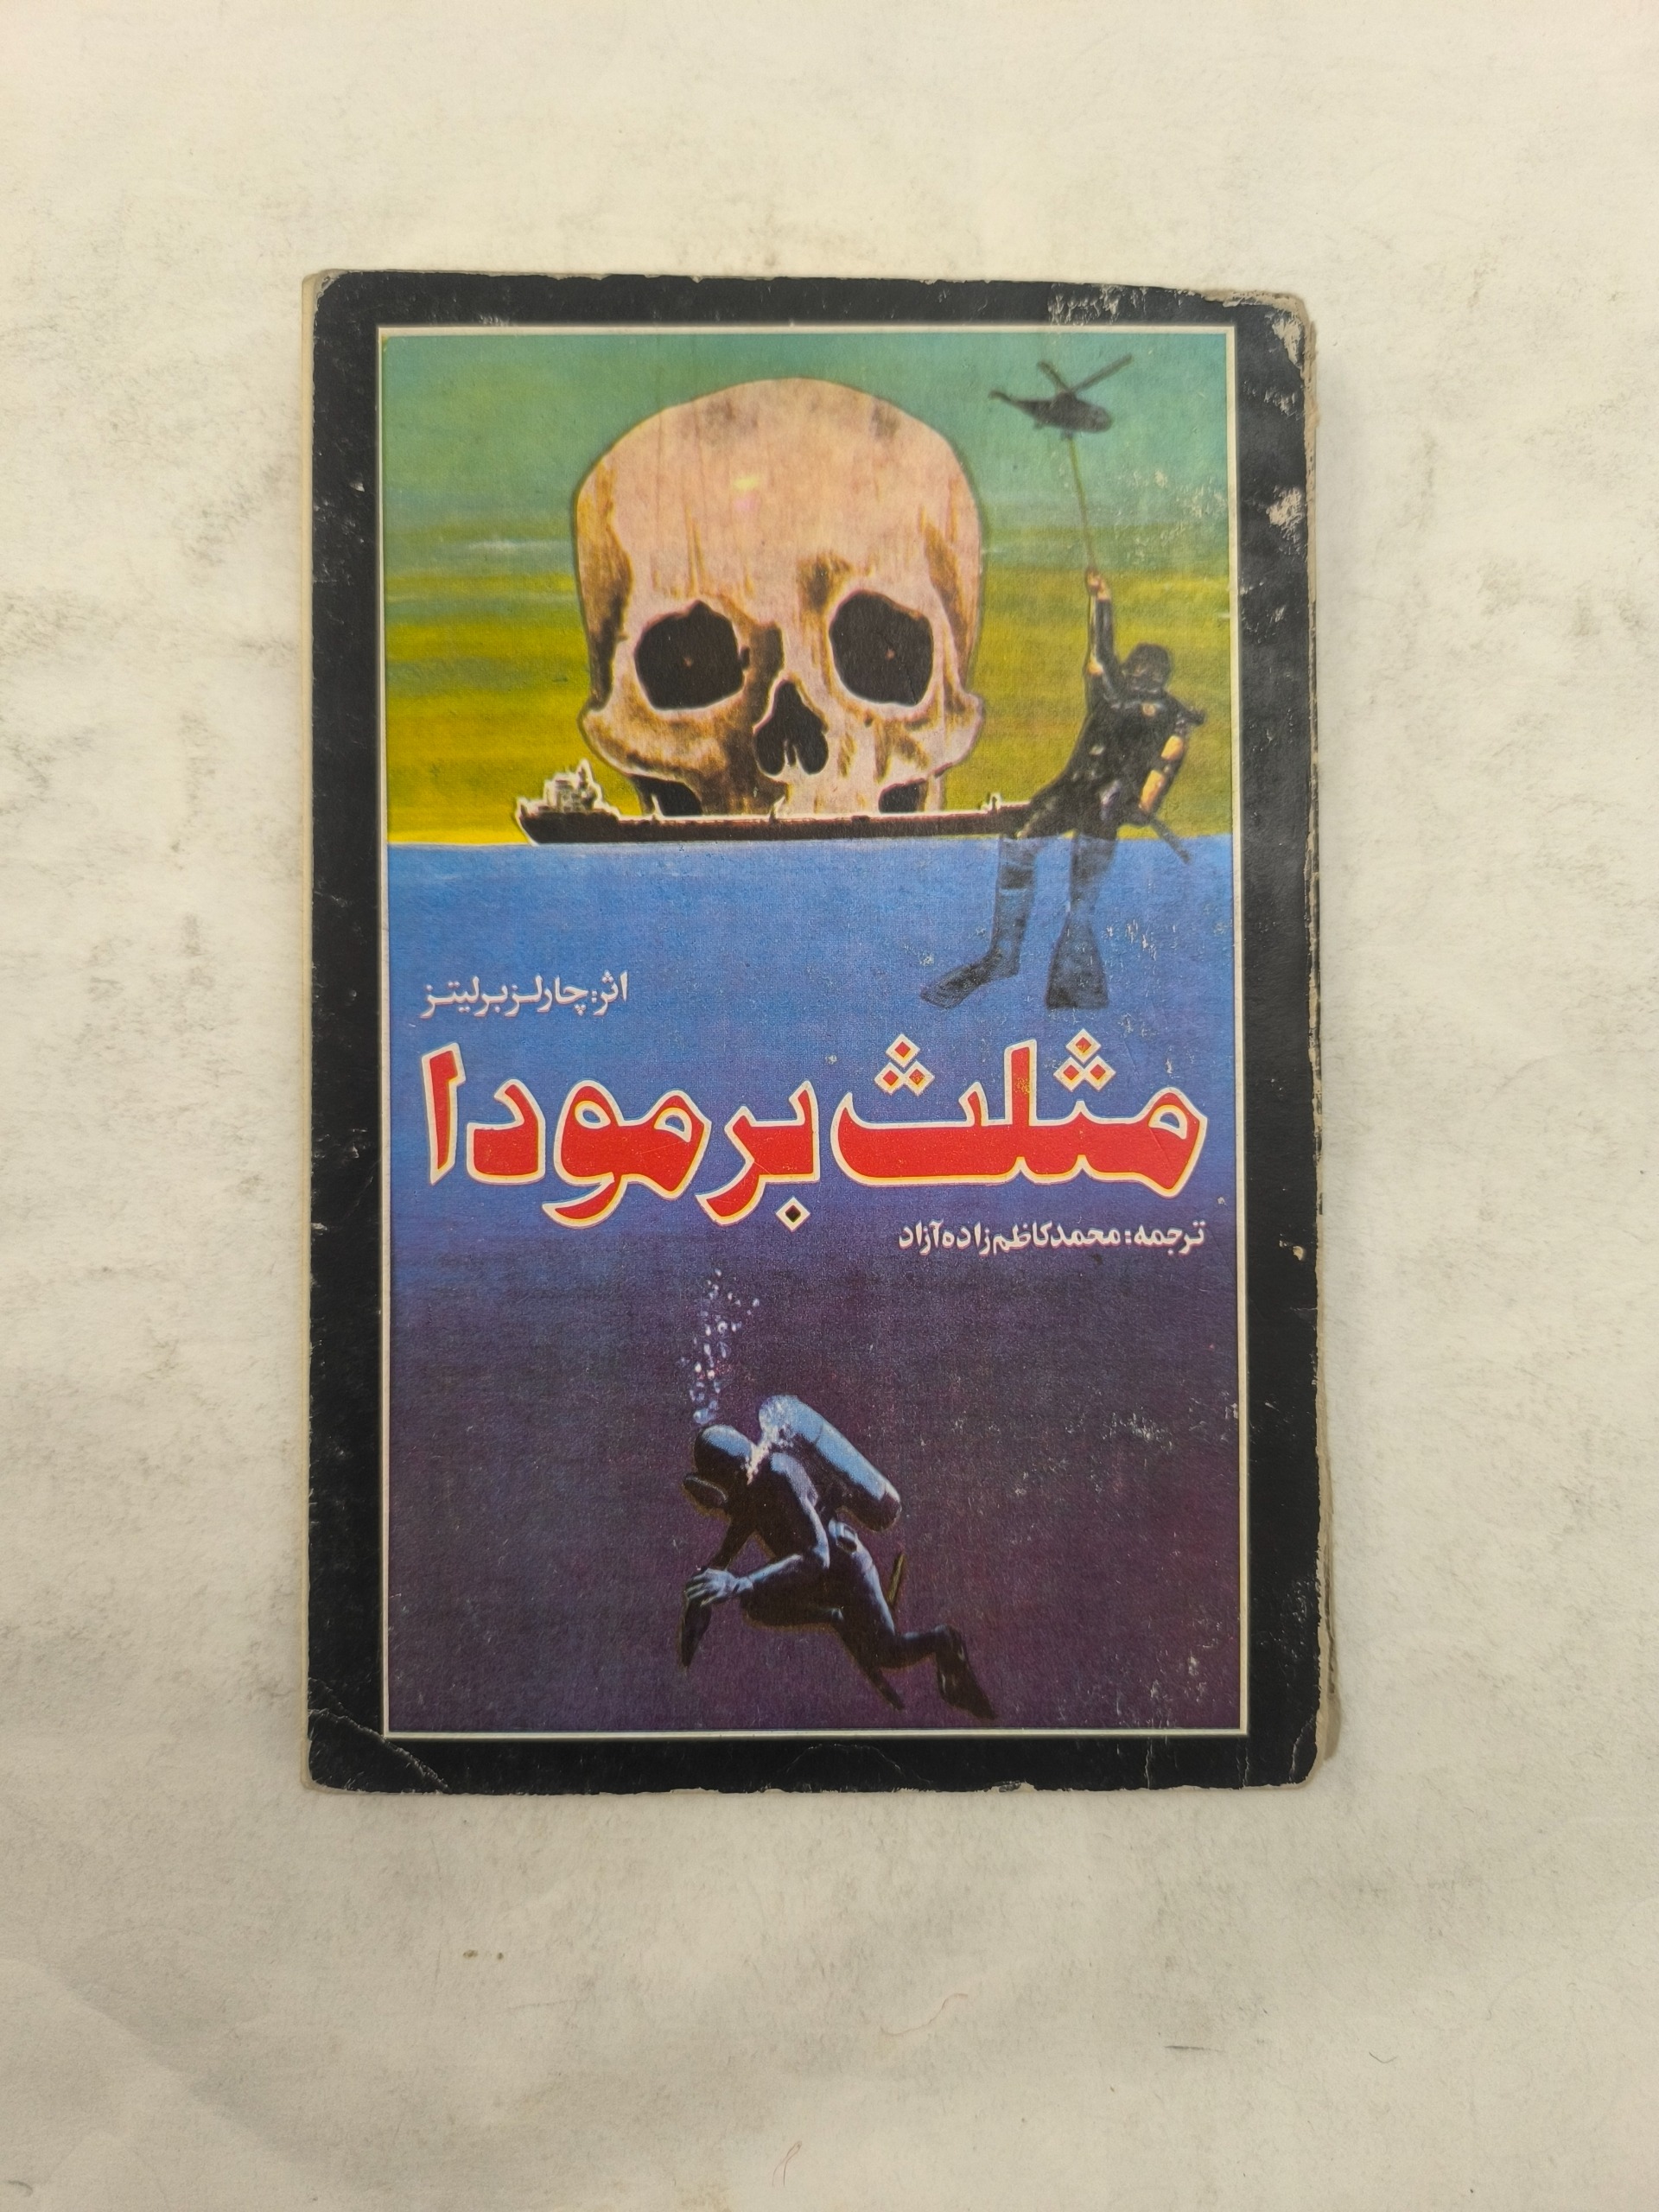 اثر: چارلز برلیتز
مثلث برمودا
ترجمه: محمد کاظم زاده آزاد